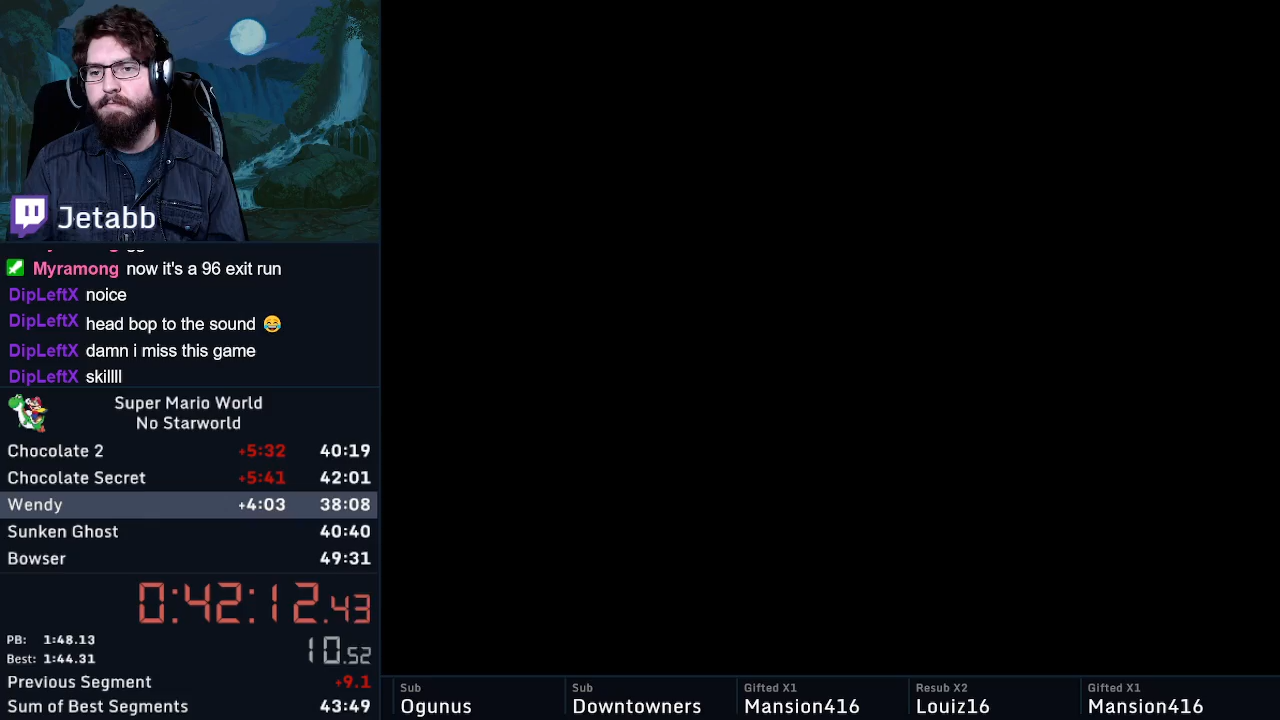 Jetabb
Myramong now it's a 96 exit run
DipLeftX noice
DipLeftX head bop to the sound 😂
DipLeftX damn i miss this game
DipLeftX skillll
Super Mario World
No Starworld
Chocolate 2 +5:32 40:19
Chocolate Secret +5:41 42:01
Wendy +4:03 38:08
Sunken Ghost 40:40
Bowser 49:31
0:42:12.43
PB: 1:48.13
10.52
Best: 1:44.31
Previous Segment +9.1
Sum of Best Segments 43:49
Sub Sub Gifted X1 Resub X2 Gifted X1
Ogunus Downtowners Mansion416 Louiz16 Mansion416